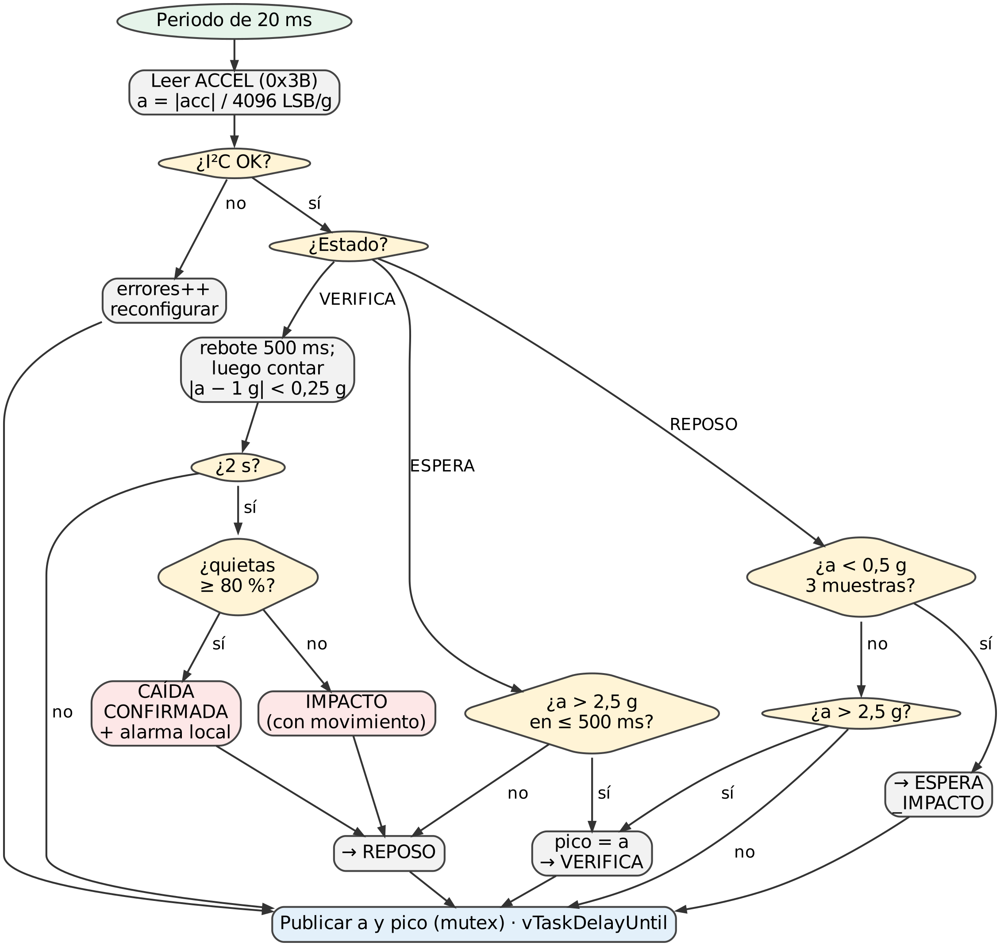 Periodo de 20 ms
Leer ACCEL (0x3B)
a = |acc| / 4096 LSB/g
¿I²C OK?
no
sí
¿Estado?
errores++
reconfigurar
VERIFICA
rebote 500 ms;
luego contar
|a − 1 g| < 0,25 g
REPOSO
ESPERA
¿2 s?
sí
¿quietas
≥ 80 %?
¿a < 0,5 g
3 muestras?
sí
no
no
sí
no
CAÍDA
CONFIRMADA
+ alarma local
IMPACTO
(con movimiento)
¿a > 2,5 g
en ≤ 500 ms?
¿a > 2,5 g?
no
sí
sí
→ ESPERA
_IMPACTO
no
→ REPOSO
pico = a
→ VERIFICA
Publicar a y pico (mutex) · vTaskDelayUntil